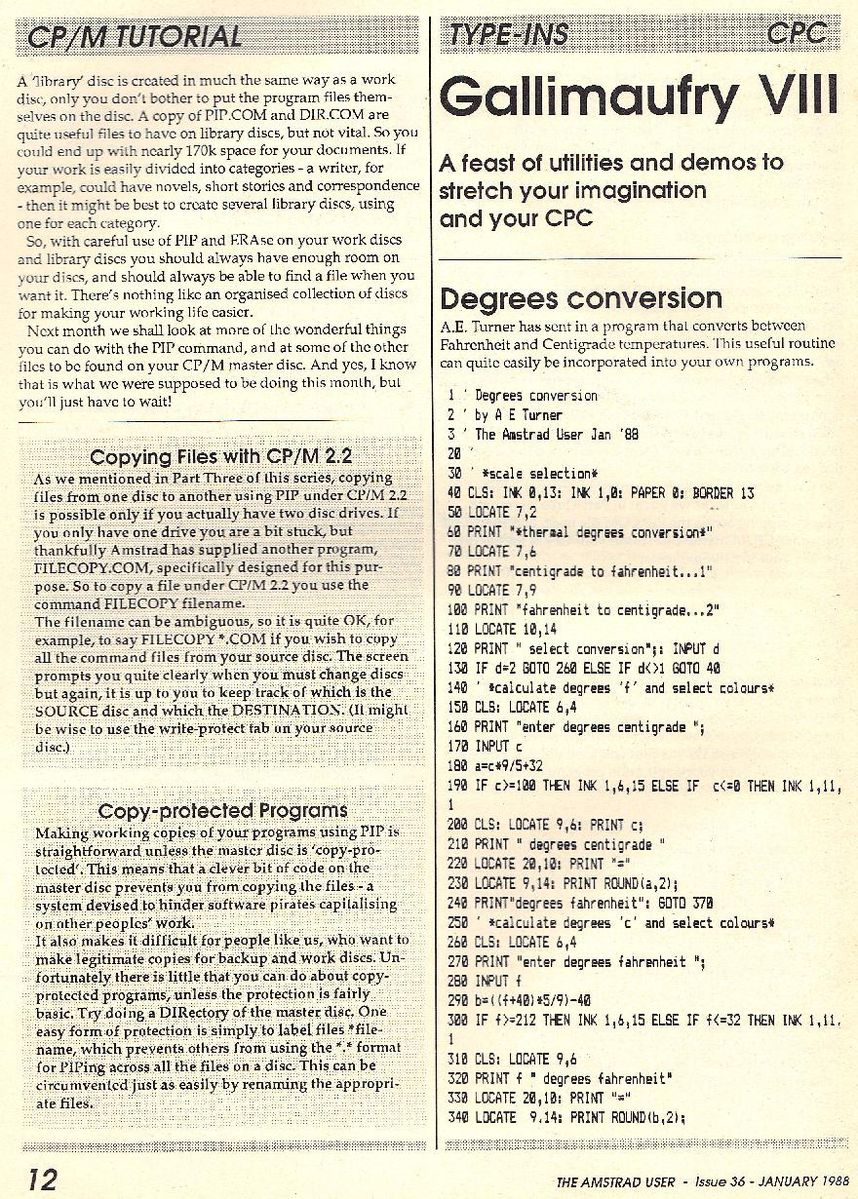 CP/M TUTORIAL
A 'library' disc is created in much the same way as a work
disc, only you don't bother to put the program files them-
selves on the disc. A copy of PIP.COM and DIR.COM are
quite useful files to have on library discs, but not vital. So you
could end up with nearly 170k space for your documents. If
your work is easily divided into categories - a writer, for
example, could have novels, short stories and correspondence
- then it might be best to create several library discs, using
one for each category.
So, with careful use of PIP and ERAse on your work discs
and library discs you should always have enough room on
your discs, and should always be able to find a file when you
want it. There's nothing like an organised collection of discs
for making your working life easier.
Next month we shall look at more of the wonderful things
you can do with the PIP command, and at some of the other
files to be found on your CP/M master disc. And yes, I know
that is what we were supposed to be doing this month, but
you'll just have to wait!
Copying Files with CP/M 2.2
As we mentioned in Part Three of this series, copying
files from one disc to another using PIP under CP/M 2.2
is possible only if you actually have two disc drives. If
you only have one drive you are a bit stuck, but
thankfully Amstrad has supplied another program,
FILECOPY.COM, specifically designed for this pur-
pose. So to copy a file under CP/M 2.2 you use the
command FILECOPY filename.
The filename can be ambiguous, so it is quite OK, for
example, to say FILECOPY *.COM if you wish to copy
all the command files from your source disc. The screen
prompts you quite clearly when you must change discs
but again, it is up to you to keep track of which is the
SOURCE disc and which the DESTINATION. (It might
be wise to use the write-protect tab on your source
disc.)
Copy-protected Programs
Making working copies of your programs using PIP is
straightforward unless the master disc is 'copy-pro-
tected'. This means that a clever bit of code on the
master disc prevents you from copying the files - a
system devised to hinder software pirates capitalising
on other peoples' work.
It also makes it difficult for people like us, who want to
make legitimate copies for backup and work discs. Un-
fortunately there is little that you can do about copy-
protected programs, unless the protection is fairly
basic. Try doing a DIRectory of the master disc. One
easy form of protection is simply to label files *file-
name, which prevents others from using the *.* format
for PIPing across all the files on a disc. This can be
circumvented just as easily by renaming the appropri-
ate files.
TYPE-INS CPC
Gallimaufry VIII
A feast of utilities and demos to
stretch your imagination
and your CPC
Degrees conversion
A.E. Turner has sent in a program that converts between
Fahrenheit and Centigrade temperatures. This useful routine
can quite easily be incorporated into your own programs.
1 ' Degrees conversion
2 ' by A E Turner
3 ' The Amstrad User Jan '88
20 '
30 ' *scale selection*
40 CLS: INK 0,13: INK 1,0: PAPER 0: BORDER 13
50 LOCATE 7,2
60 PRINT "*thermal degrees conversion*"
70 LOCATE 7,6
80 PRINT "centigrade to fahrenheit...1"
90 LOCATE 7,9
100 PRINT "fahrenheit to centigrade...2"
110 LOCATE 10,14
120 PRINT " select conversion";: INPUT d
130 IF d=2 GOTO 260 ELSE IF d<>1 GOTO 40
140 ' *calculate degrees 'f' and select colours*
150 CLS: LOCATE 6,4
160 PRINT "enter degrees centigrade ";
170 INPUT c
180 a=c*9/5+32
190 IF c>=100 THEN INK 1,6,15 ELSE IF  c<=0 THEN INK 1,11,
1
200 CLS: LOCATE 9,6: PRINT c;
210 PRINT " degrees centigrade "
220 LOCATE 20,10: PRINT "="
230 LOCATE 9,14: PRINT ROUND(a,2);
240 PRINT"degrees fahrenheit": GOTO 370
250 ' *calculate degrees 'c' and select colours*
260 CLS: LOCATE 6,4
270 PRINT "enter degrees fahrenheit ";
280 INPUT f
290 b=((f+40)*5/9)-40
300 IF f>=212 THEN INK 1,6,15 ELSE IF f<=32 THEN INK 1,11,
1
310 CLS: LOCATE 9,6
320 PRINT f " degrees fahrenheit"
330 LOCATE 20,10: PRINT "="
340 LOCATE  9,14: PRINT ROUND(b,2);
12
THE AMSTRAD USER - Issue 36 - JANUARY 1988